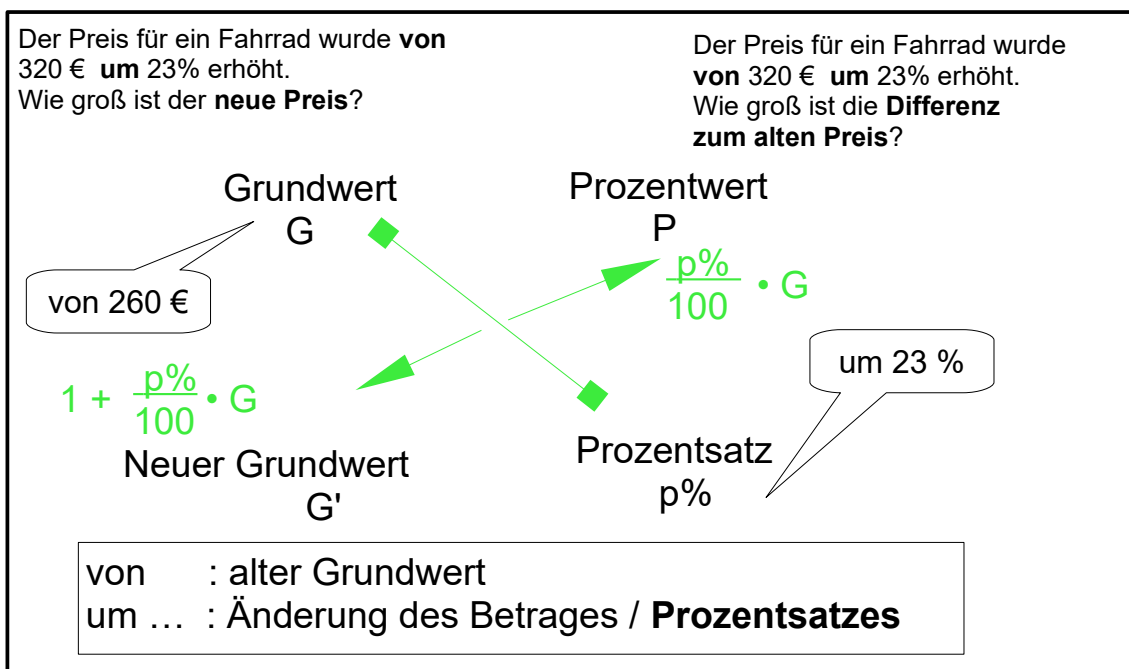 Der Preis für ein Fahrrad wurde von
320 € um 23% erhöht.
Wie groß ist der neue Preis?
Der Preis für ein Fahrrad wurde
von 320 € um 23% erhöht.
Wie groß ist die Differenz
zum alten Preis?
Grundwert
G
Prozentwert
P
p%
100
• G
von 260 €
um 23 %
1 +
p%
100
• G
Neuer Grundwert
G'
Prozentsatz
p%
von : alter Grundwert
um … : Änderung des Betrages / Prozentsatzes